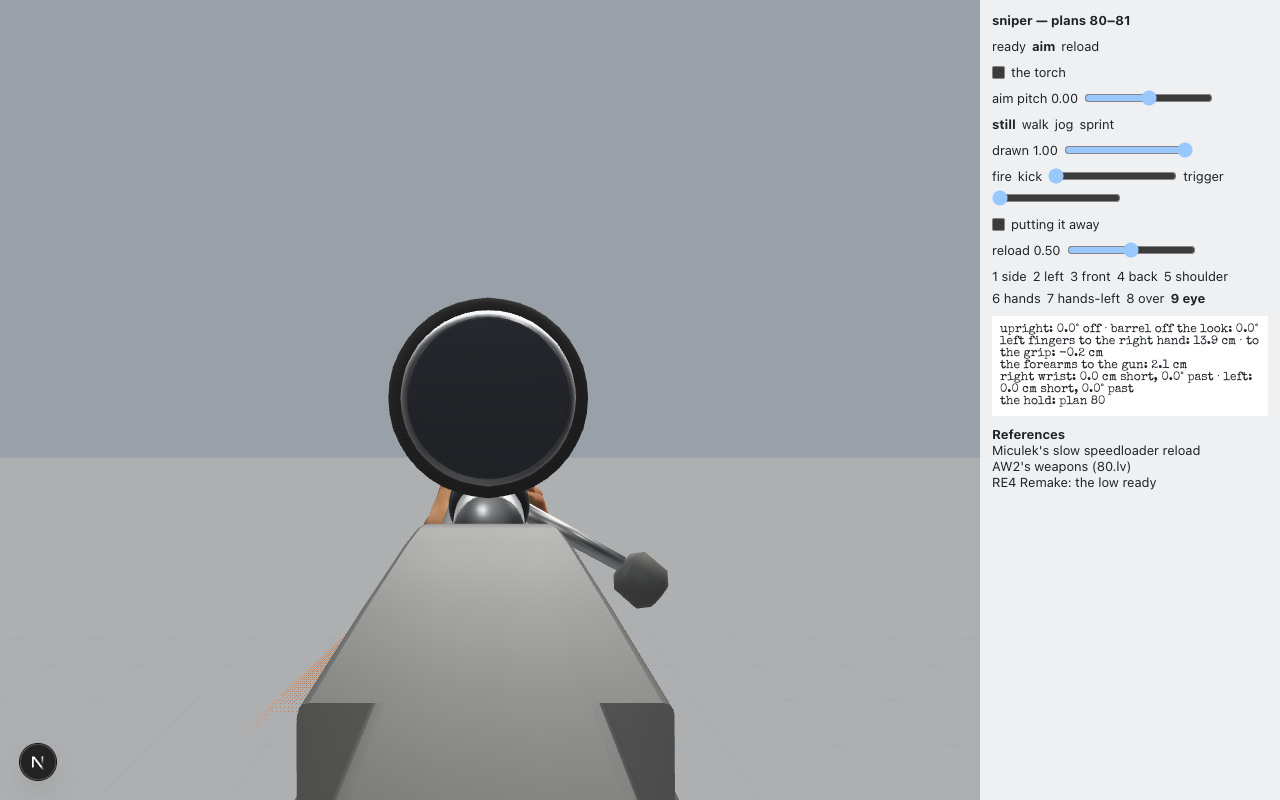 sniper — plans 80–81
ready aim reload
the torch
aim pitch 0.00
still walk jog sprint
drawn 1.00
fire kick trigger
putting it away
reload 0.50
1 side 2 left 3 front 4 back 5 shoulder
6 hands 7 hands-left 8 over 9 eye
upright: 0.0° off · barrel off the look: 0.0°
left fingers to the right hand: 13.9 cm · to
the grip: -0.2 cm
the forearms to the gun: 2.1 cm
right wrist: 0.0 cm short, 0.0° past · left:
0.0 cm short, 0.0° past
the hold: plan 80
References
Miculek's slow speedloader reload
AW2's weapons (80.lv)
RE4 Remake: the low ready
N